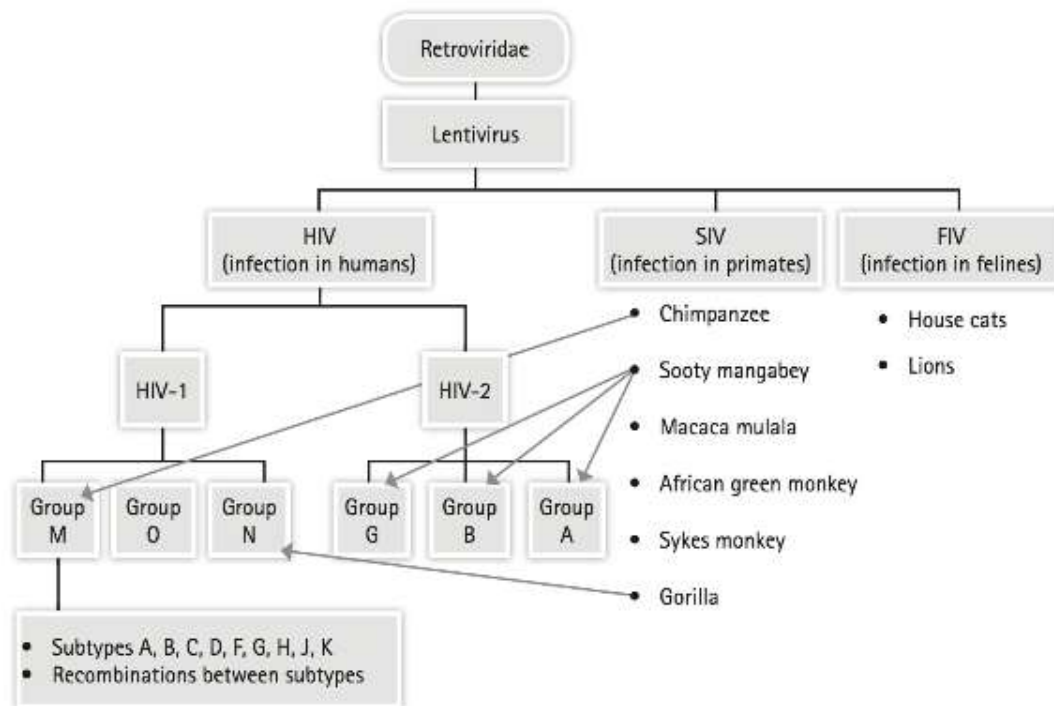 Retroviridae
Lentivirus
HIV
(infection in humans)
SIV
(infection in primates)
FIV
(infection in felines)
• Chimpanzee
• Sooty mangabey
• Macaca mulala
• African green monkey
• Sykes monkey
• Gorilla
• House cats
• Lions
HIV-1
HIV-2
Group
M
Group
O
Group
N
Group
G
Group
B
Group
A
• Subtypes A, B, C, D, F, G, H, J, K
• Recombinations between subtypes